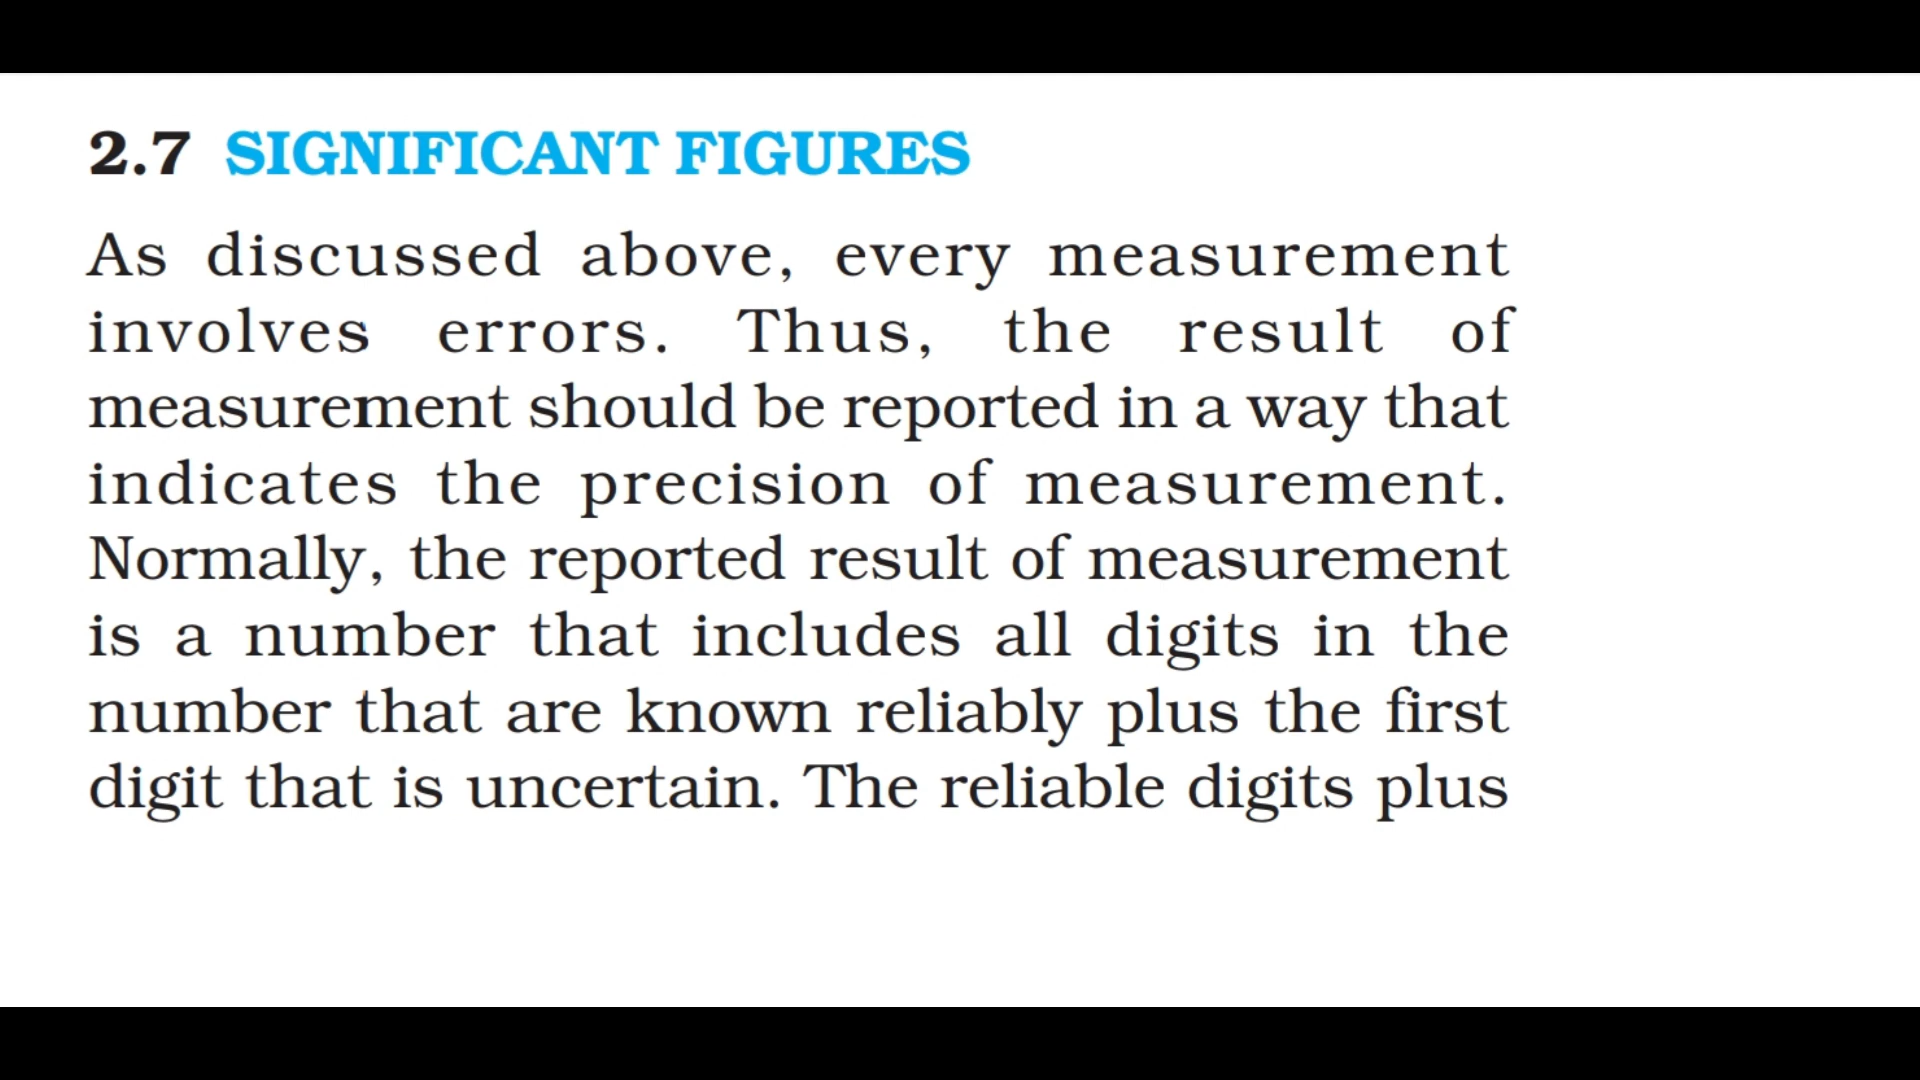 2.7 SIGNIFICANT FIGURES
As discussed above, every measurement
involves errors. Thus, the result of
measurement should be reported in a way that
indicates the precision of measurement.
Normally, the reported result of measurement
is a number that includes all digits in the
number that are known reliably plus the first
digit that is uncertain. The reliable digits plus